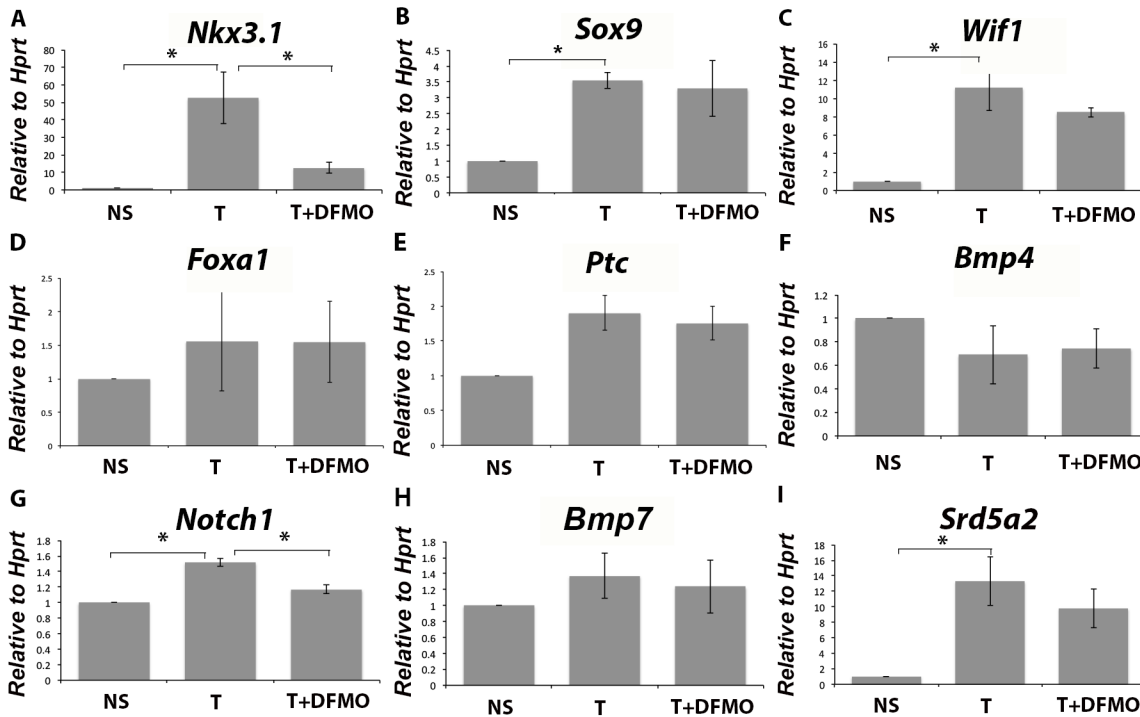 A
Nkx3.1
Relative to Hprt
80
70
60
50
40
30
20
10
0
*
*
NS
T
T+DFMO
B
Sox9
Relative to Hprt
4.5
4
3.5
3
2.5
2
1.5
1
0.5
0
*
NS
T
T+DFMO
C
Wif1
Relative to Hprt
16
14
12
10
8
6
4
2
0
*
NS
T
T+DFMO
D
Foxa1
Relative to Hprt
2.5
2
1.5
1
0.5
0
NS
T
T+DFMO
E
Ptc
Relative to Hprt
2.5
2
1.5
1
0.5
0
NS
T
T+DFMO
F
Bmp4
Relative to Hprt
1.2
1
0.8
0.6
0.4
0.2
0
NS
T
T+DFMO
G
Notch1
Relative to Hprt
1.8
1.6
1.4
1.2
1
0.8
0.6
0.4
0.2
0
*
*
NS
T
T+DFMO
H
Bmp7
Relative to Hprt
1.8
1.6
1.4
1.2
1
0.8
0.6
0.4
0.2
0
NS
T
T+DFMO
I
Srd5a2
Relative to Hprt
18
16
14
12
10
8
6
4
2
0
*
NS
T
T+DFMO